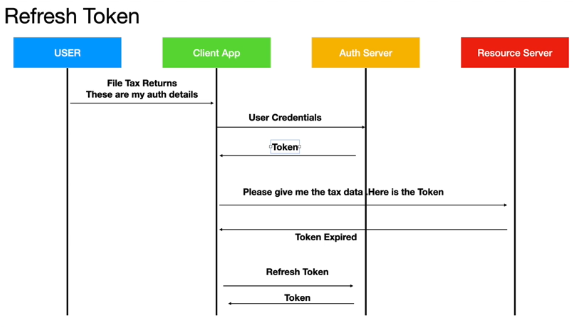 Refresh Token
USER
Client App
Auth Server
Resource Server
File Tax Returns
These are my auth details
User Credentials
Token
Please give me the tax data .Here is the Token
Token Expired
Refresh Token
Token